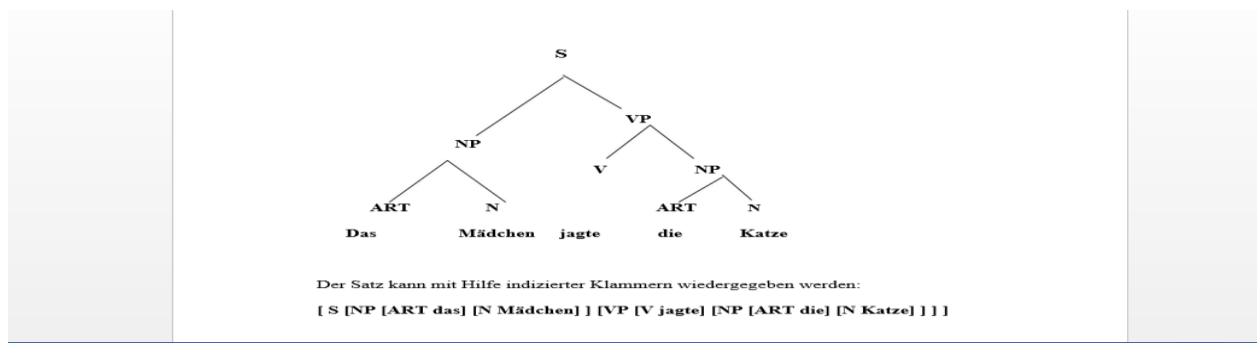 S
VP
NP
V NP
ART N ART N
Das Mädchen jagte die Katze
Der Satz kann mit Hilfe indizierter Klammern wiedergegeben werden:
[ S [NP [ART das] [N Mädchen] ] [VP [V jagte] [NP [ART die] [N Katze] ] ] ]